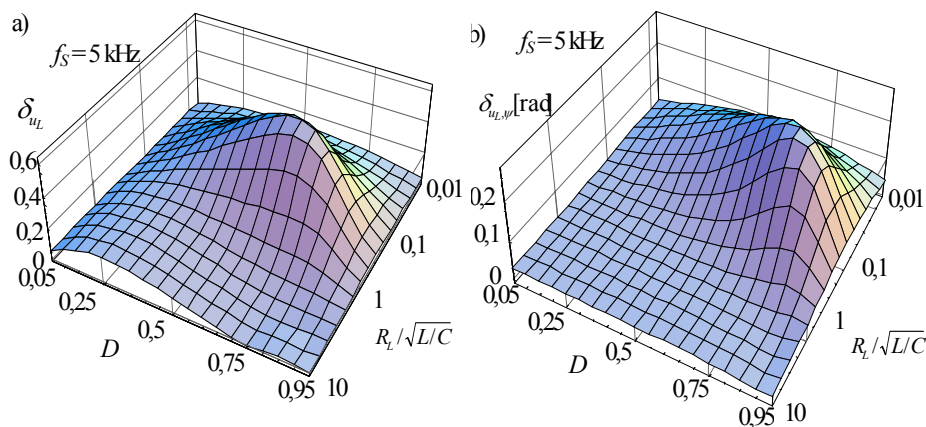 a)
f_S = 5 kHz
δ_{u_L}
0,6
0,4
0,2
0
0,05
0,25
0,5
0,75
0,95
D
0,01
0,1
1
10
R_L / √L/C
b)
f_S = 5 kHz
δ_{u_L,ψ} [rad]
0,2
0,1
0
0,05
0,25
0,5
0,75
0,95
D
0,01
0,1
1
10
R_L / √L/C